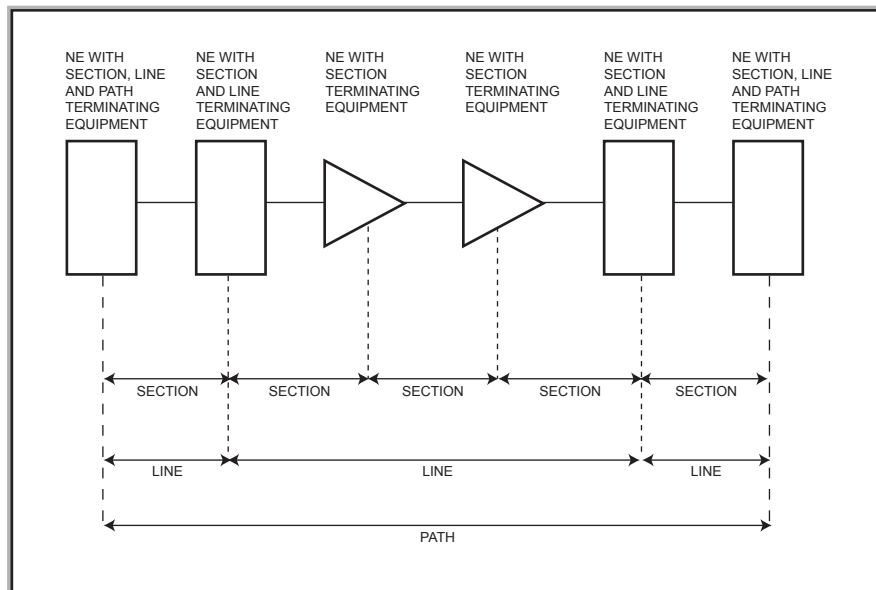 NE WITH
SECTION, LINE
AND PATH
TERMINATING
EQUIPMENT
NE WITH
SECTION
AND LINE
TERMINATING
EQUIPMENT
NE WITH
SECTION
TERMINATING
EQUIPMENT
NE WITH
SECTION
TERMINATING
EQUIPMENT
NE WITH
SECTION
AND LINE
TERMINATING
EQUIPMENT
NE WITH
SECTION, LINE
AND PATH
TERMINATING
EQUIPMENT
SECTION SECTION SECTION SECTION SECTION
LINE LINE LINE
PATH